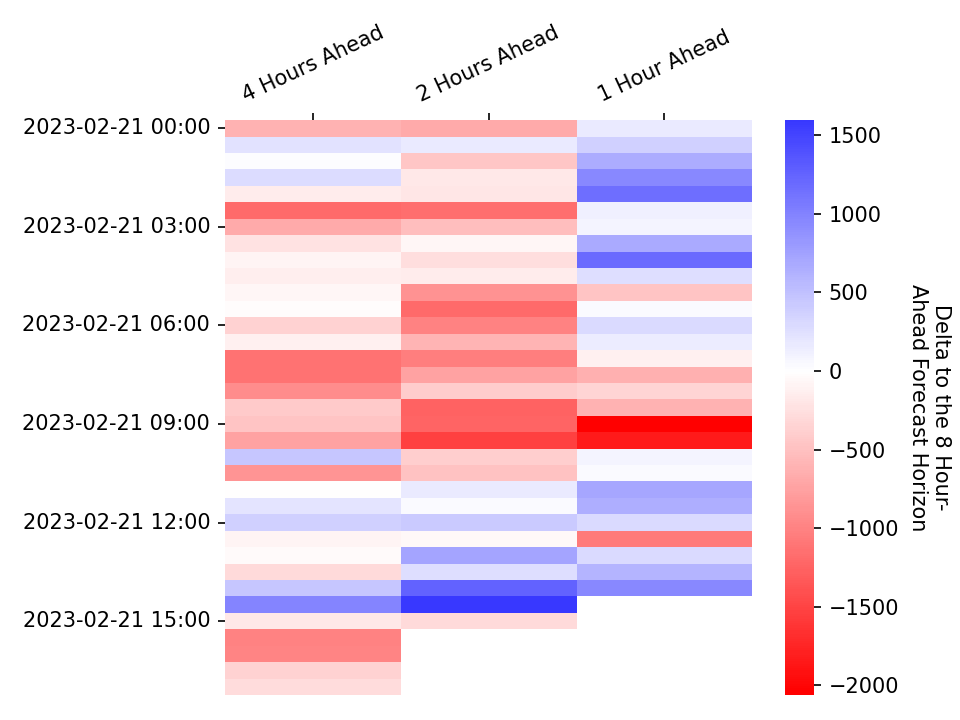 4 Hours Ahead
2 Hours Ahead
1 Hour Ahead
2023-02-21 00:00
2023-02-21 03:00
2023-02-21 06:00
2023-02-21 09:00
2023-02-21 12:00
2023-02-21 15:00
1500
1000
500
0
−500
−1000
−1500
−2000
Delta to the 8 Hour-
Ahead Forecast Horizon